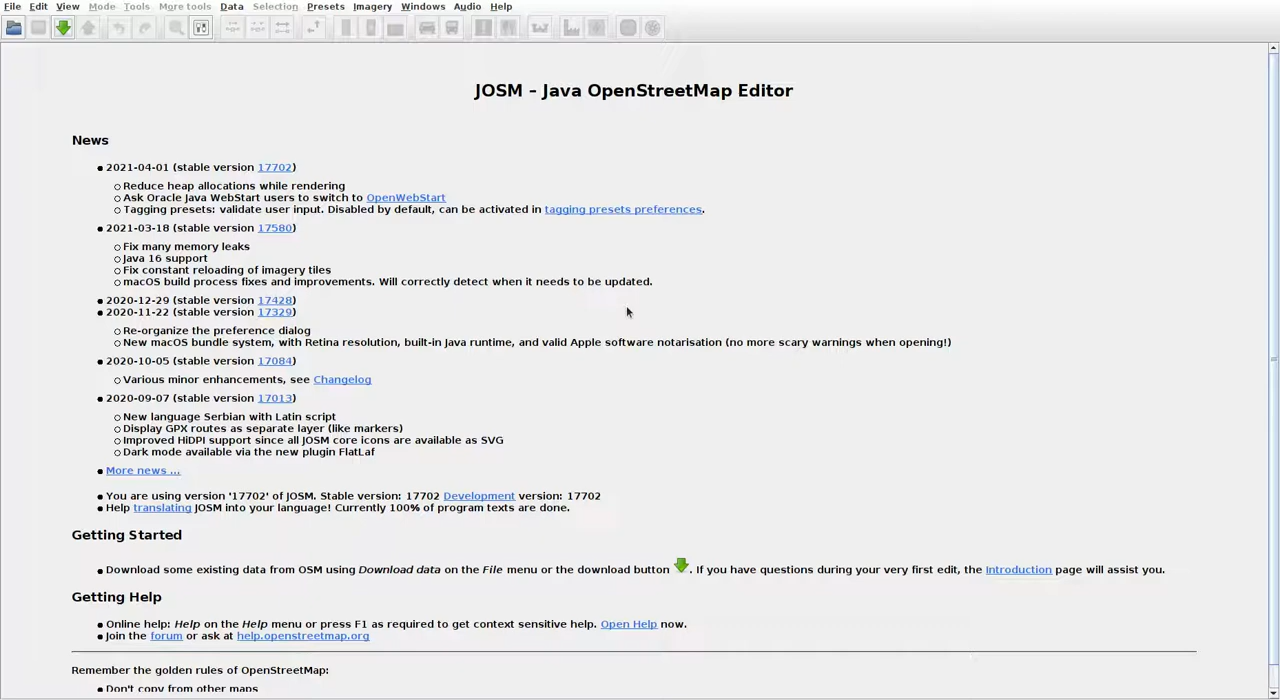 File Edit View Mode Tools More tools Selection Data Presets Imagery Windows Audio Help
JOSM – Java OpenStreetMap Editor
News
2021-04-01 (stable version 17702)
Reduce heap allocations while rendering
Ask Oracle Java WebStart users to switch to OpenWebStart
Tagging presets: validate user input. Disabled by default, can be activated in tagging presets preferences.
2021-03-18 (stable version 17580)
Fix many memory leaks
Java 16 support
Fix constant reloading of imagery tiles
macOS build process fixes and improvements. Will correctly detect when it needs to be updated.
2020-12-29 (stable version 17428)
2020-11-22 (stable version 17329)
Re-organize the preference dialog
New macOS bundle system, with Retina resolution, built-in Java runtime, and valid Apple software notarisation (no more scary warnings when opening!)
2020-10-05 (stable version 17084)
Various minor enhancements, see Changelog
2020-09-07 (stable version 17013)
New language Serbian with Latin script
Display GPX routes as separate layer (like markers)
Improved HiDPI support since all JOSM core icons are available as SVG
Dark mode available via the new plugin FlatLaf
More news ...
You are using version '17702' of JOSM. Stable version: 17702 Development version: 17702
Help translating JOSM into your language! Currently 100% of program texts are done.
Getting Started
Download some existing data from OSM using Download data on the File menu or the download button . If you have questions during your very first edit, the Introduction page will assist you.
Getting Help
Online help: Help on the Help menu or press F1 as required to get context sensitive help. Open Help now.
Join the forum or ask at help.openstreetmap.org
Remember the golden rules of OpenStreetMap:
Don't copy from other maps